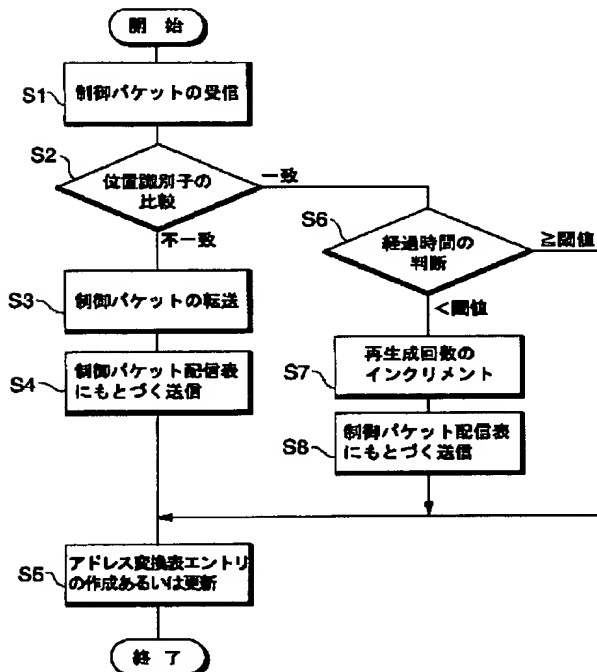 開 始
S1
制御パケットの受信
S2
位置識別子の
比較
一致
不一致
S3
制御パケットの転送
S4
制御パケット配信表
にもとづく送信
S6
経過時間の
判断
≧閾値
＜閾値
S7
再生成回数の
インクリメント
S8
制御パケット配信表
にもとづく送信
S5
アドレス変換表エントリ
の作成あるいは更新
終 了